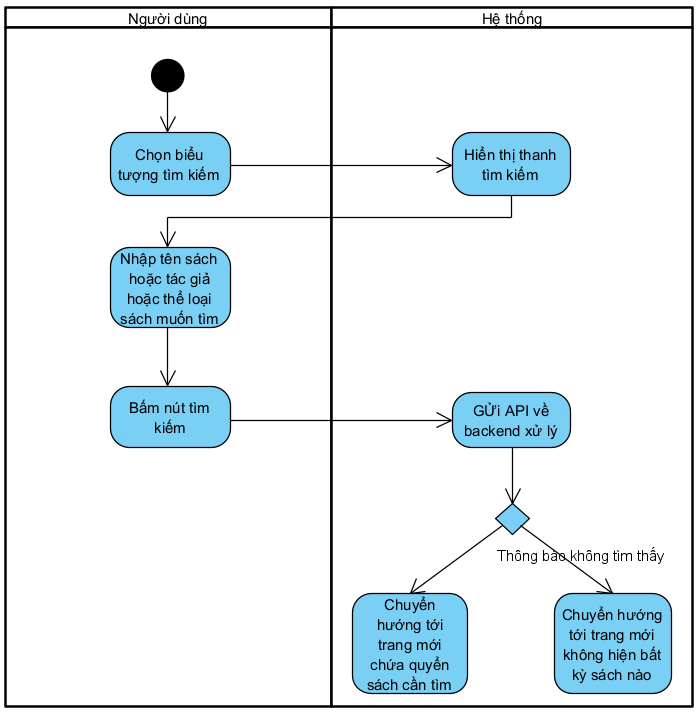 Người dùng
Hệ thống
Chọn biểu
tượng tìm kiếm
Hiển thị thanh
tìm kiếm
Nhập tên sách
hoặc tác giả
hoặc thể loại
sách muốn tìm
Bấm nút tìm
kiếm
GỬi API về
backend xử lý
Thông báo không tìm thấy
Chuyển
hướng tới
trang mới
chứa quyển
sách cần tìm
Chuyển hướng
tới trang mới
không hiện bất
kỳ sách nào